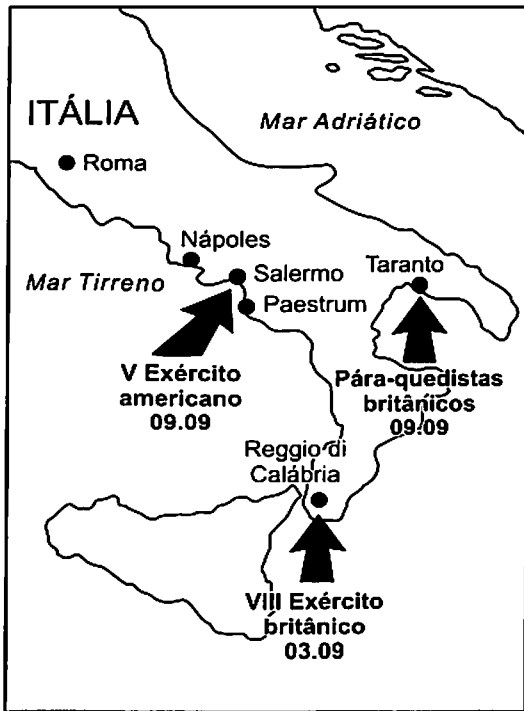 ITÁLIA
Mar Adriático
Roma
Nápoles
Mar Tirreno
Salermo
Taranto
Paestrum
V Exército
americano
09.09
Pára-quedistas
britânicos
09.09
Reggio di
Calábria
VIII Exército
britânico
03.09